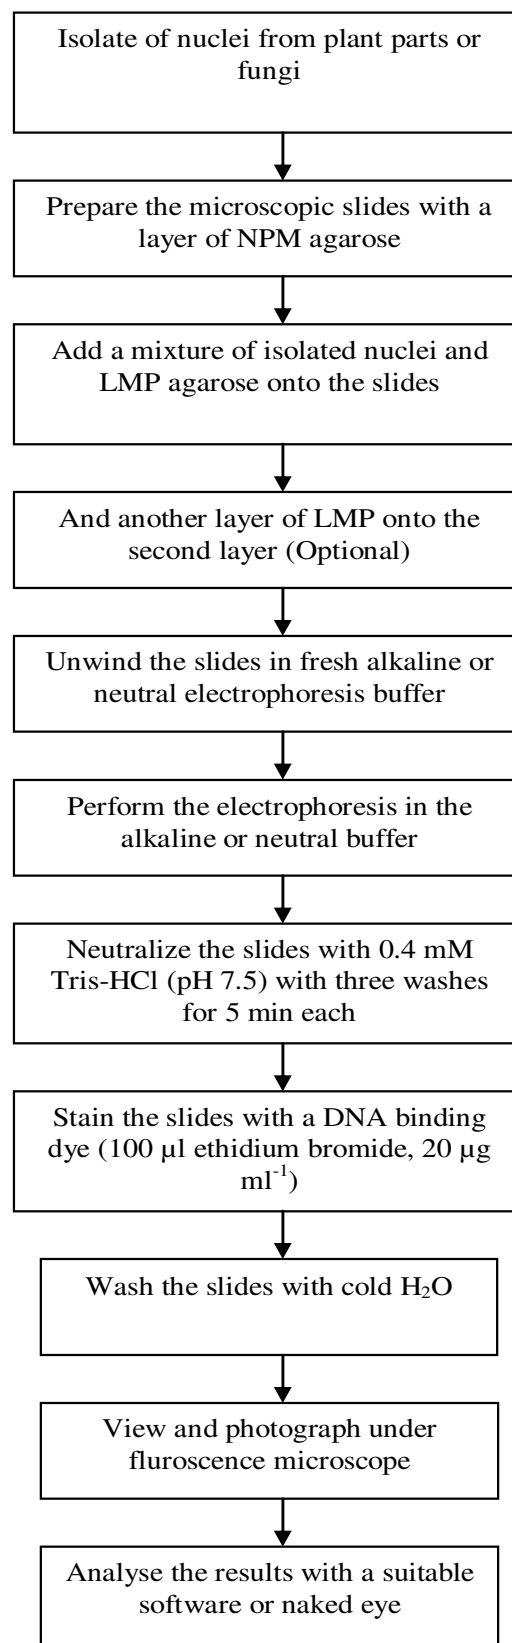 Isolate of nuclei from plant parts or
fungi
Prepare the microscopic slides with a
layer of NPM agarose
Add a mixture of isolated nuclei and
LMP agarose onto the slides
And another layer of LMP onto the
second layer (Optional)
Unwind the slides in fresh alkaline or
neutral electrophoresis buffer
Perform the electrophoresis in the
alkaline or neutral buffer
Neutralize the slides with 0.4 mM
Tris-HCl (pH 7.5) with three washes
for 5 min each
Stain the slides with a DNA binding
dye (100 µl ethidium bromide, 20 µg
ml⁻¹)
Wash the slides with cold H₂O
View and photograph under
fluroscence microscope
Analyse the results with a suitable
software or naked eye